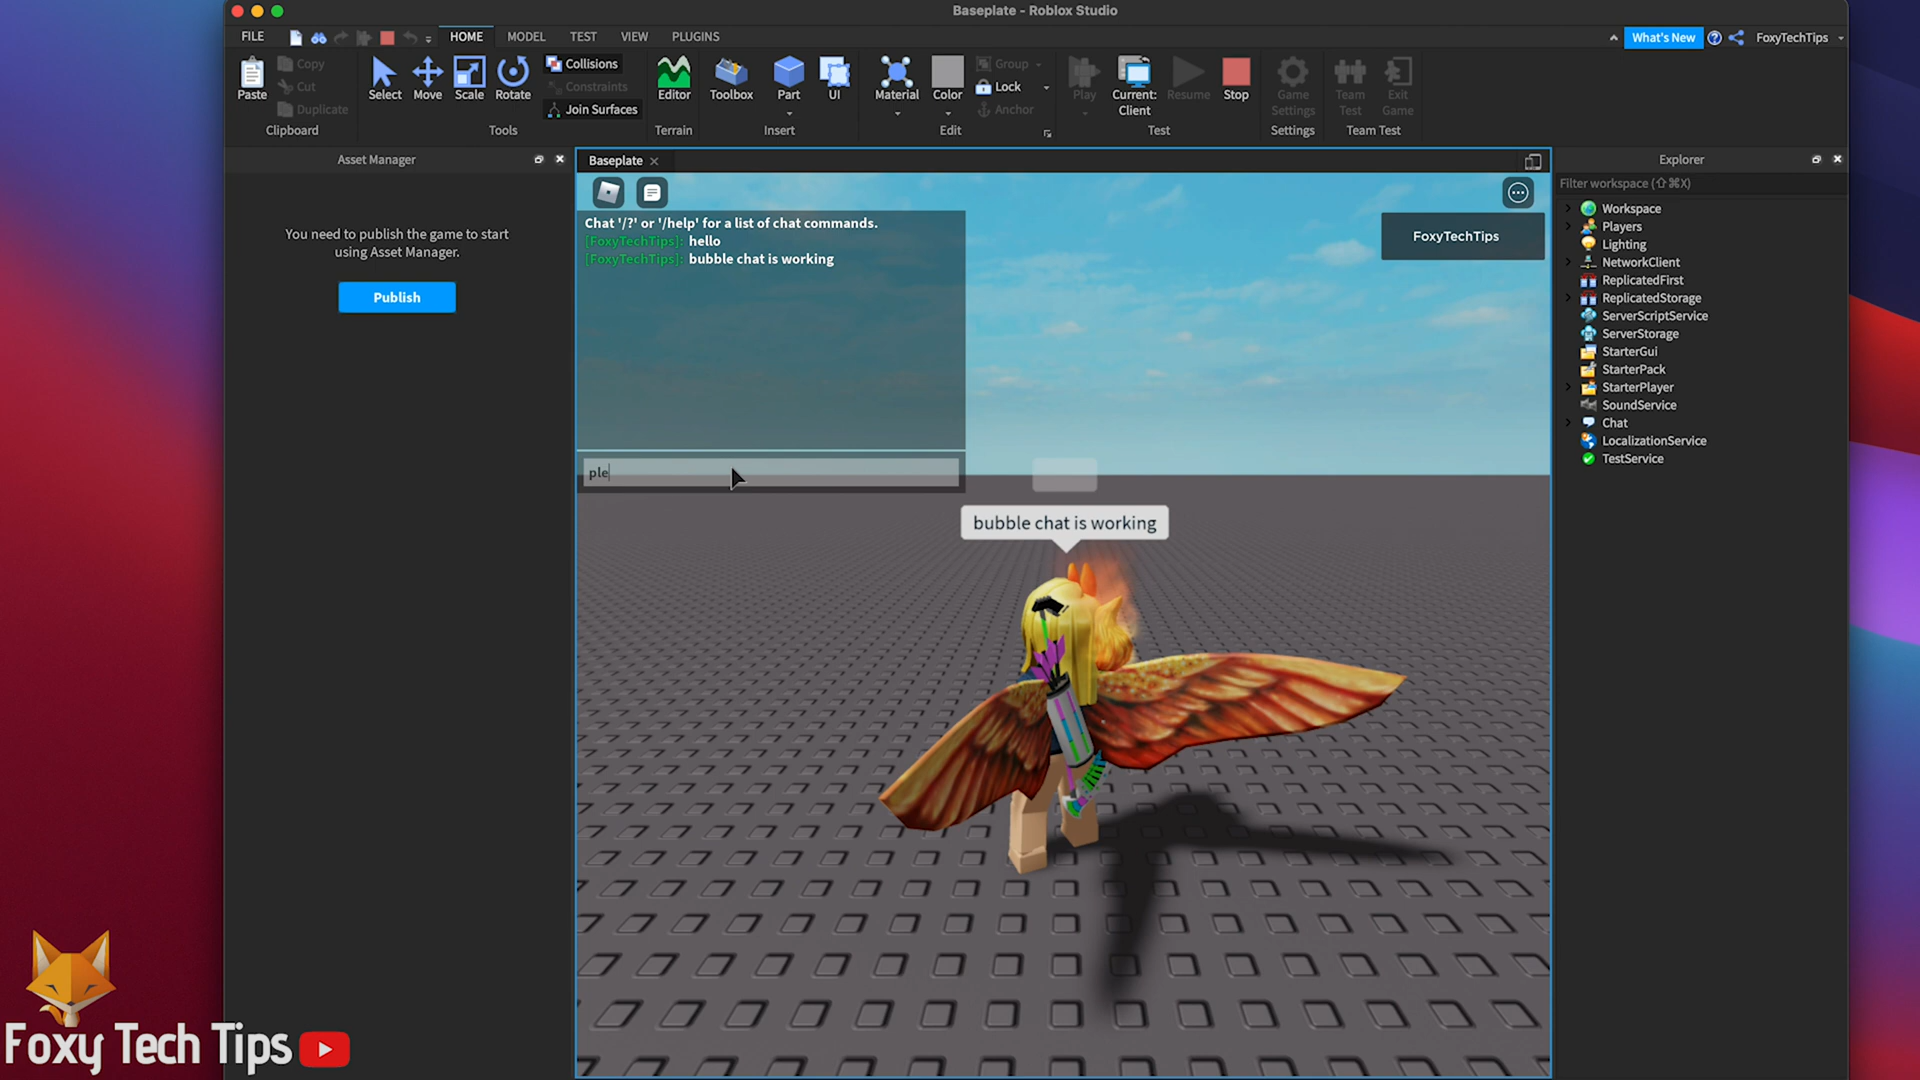 Baseplate - Roblox Studio
FILE
HOME
MODEL
TEST
VIEW
PLUGINS
What's New
FoxyTechTips
Paste
Copy
Cut
Duplicate
Clipboard
Select
Move
Scale
Rotate
Collisions
Constraints
Join Surfaces
Tools
Editor
Terrain
Toolbox
Part
UI
Insert
Material
Color
Group
Lock
Anchor
Edit
Play
Current:
Client
Resume
Stop
Test
Game
Settings
Settings
Team
Test
Exit
Game
Team Test
Asset Manager
You need to publish the game to start
using Asset Manager.
Publish
Baseplate
Chat '/?' or '/help' for a list of chat commands.
[FoxyTechTips]: hello
[FoxyTechTips]: bubble chat is working
ple
FoxyTechTips
bubble chat is working
Explorer
Filter workspace (⇧⌘X)
Workspace
Players
Lighting
NetworkClient
ReplicatedFirst
ReplicatedStorage
ServerScriptService
ServerStorage
StarterGui
StarterPack
StarterPlayer
SoundService
Chat
LocalizationService
TestService
Foxy Tech Tips